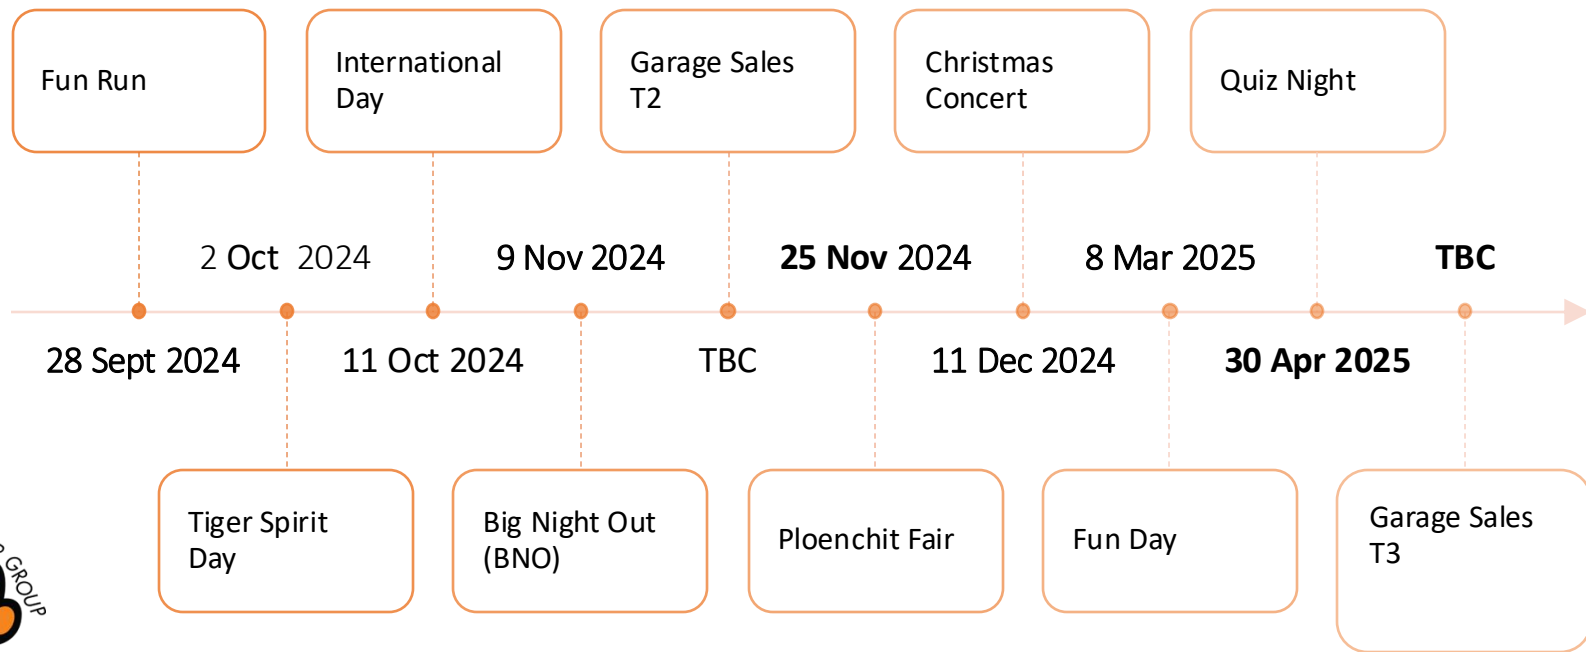 Fun Run
International
Day
Garage Sales
T2
Christmas
Concert
Quiz Night
2 Oct 2024
9 Nov 2024
25 Nov 2024
8 Mar 2025
TBC
28 Sept 2024
11 Oct 2024
TBC
11 Dec 2024
30 Apr 2025
Tiger Spirit
Day
Big Night Out
(BNO)
Ploenchit Fair
Fun Day
Garage Sales
T3
GROUP